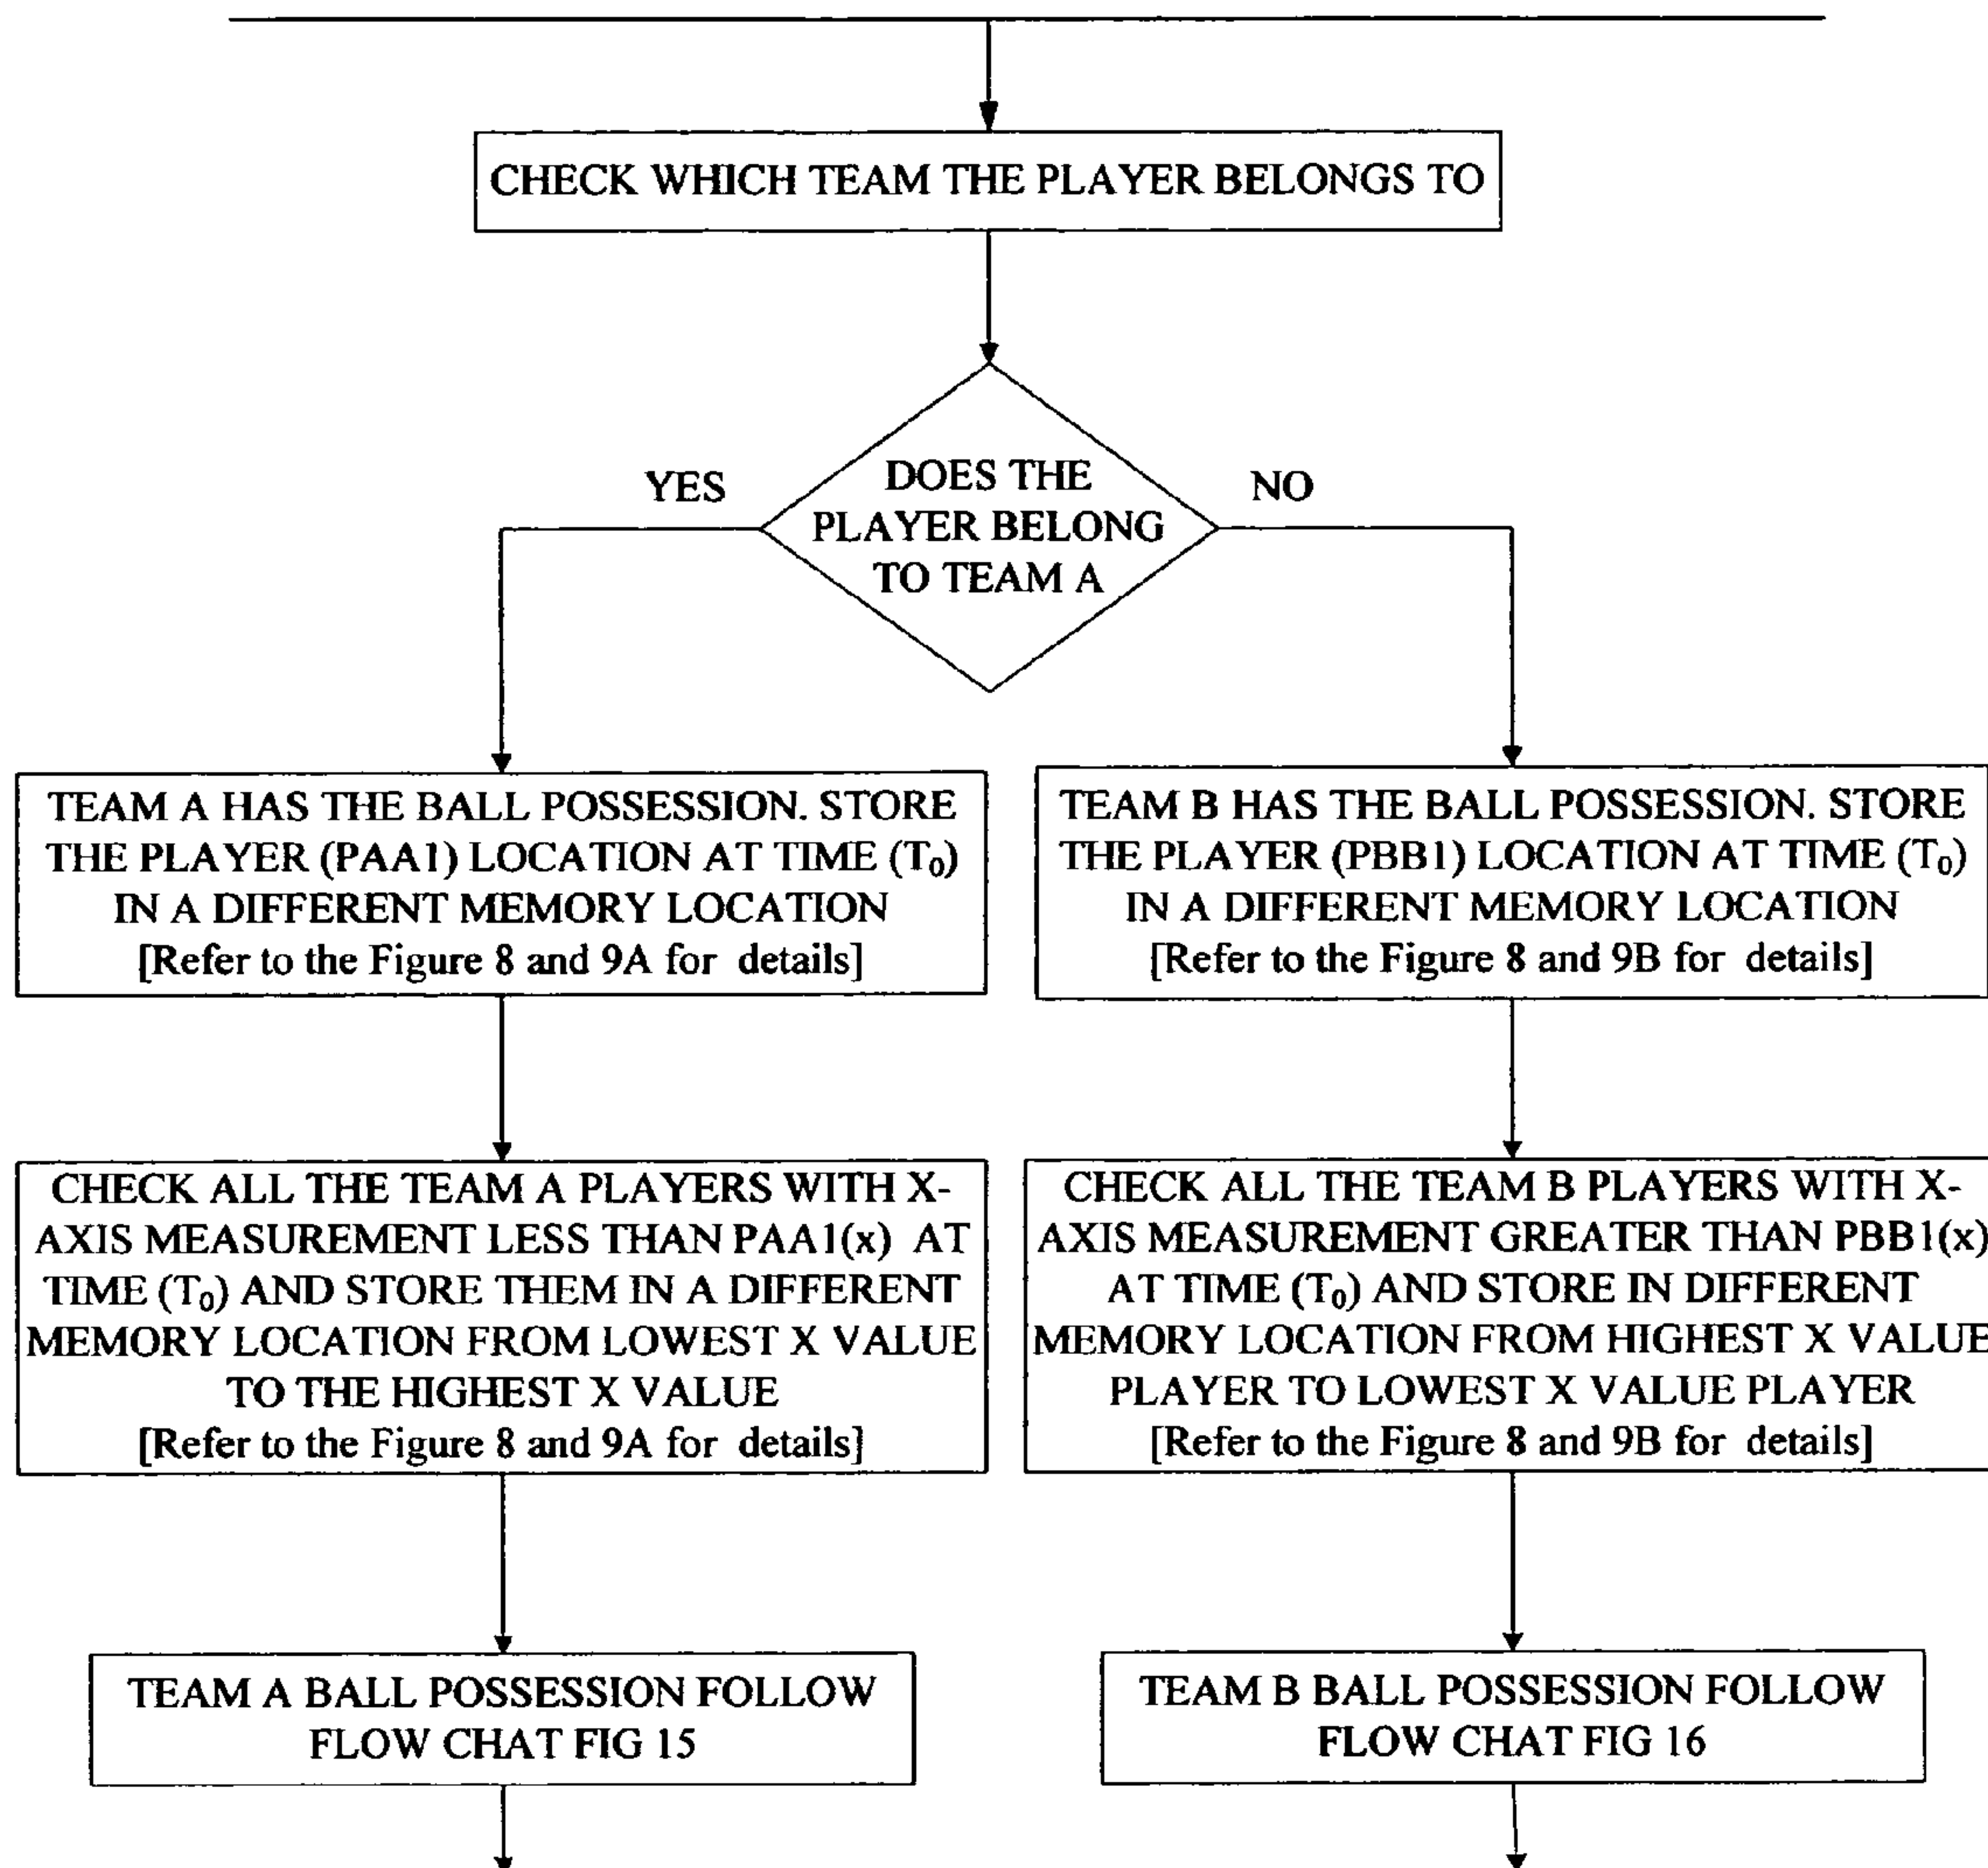 CHECK WHICH TEAM THE PLAYER BELONGS TO
DOES THE
PLAYER BELONG
TO TEAM A
YES
NO
TEAM A HAS THE BALL POSSESSION. STORE
THE PLAYER (PAA1) LOCATION AT TIME (T₀)
IN A DIFFERENT MEMORY LOCATION
[Refer to the Figure 8 and 9A for details]
TEAM B HAS THE BALL POSSESSION. STORE
THE PLAYER (PBB1) LOCATION AT TIME (T₀)
IN A DIFFERENT MEMORY LOCATION
[Refer to the Figure 8 and 9B for details]
CHECK ALL THE TEAM A PLAYERS WITH X-
AXIS MEASUREMENT LESS THAN PAA1(x) AT
TIME (T₀) AND STORE THEM IN A DIFFERENT
MEMORY LOCATION FROM LOWEST X VALUE
TO THE HIGHEST X VALUE
[Refer to the Figure 8 and 9A for details]
CHECK ALL THE TEAM B PLAYERS WITH X-
AXIS MEASUREMENT GREATER THAN PBB1(x)
AT TIME (T₀) AND STORE IN DIFFERENT
MEMORY LOCATION FROM HIGHEST X VALUE
PLAYER TO LOWEST X VALUE PLAYER
[Refer to the Figure 8 and 9B for details]
TEAM A BALL POSSESSION FOLLOW
FLOW CHAT FIG 15
TEAM B BALL POSSESSION FOLLOW
FLOW CHAT FIG 16